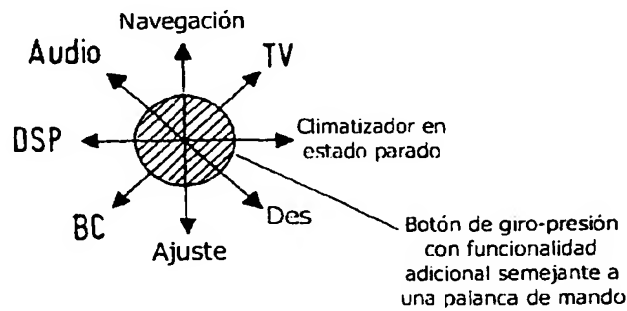 Navegación
Audio
TV
DSP
Climatizador en
estado parado
BC
Des
Ajuste
Botón de giro-presión
con funcionalidad
adicional semejante a
una palanca de mando